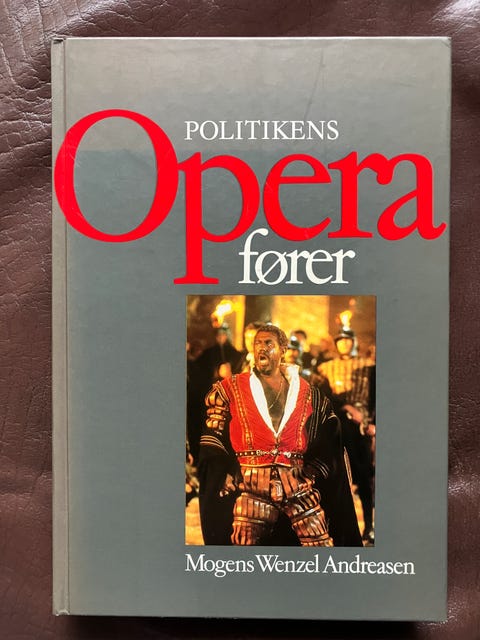 POLITIKENS
Opera
fører
Mogens Wenzel Andreasen